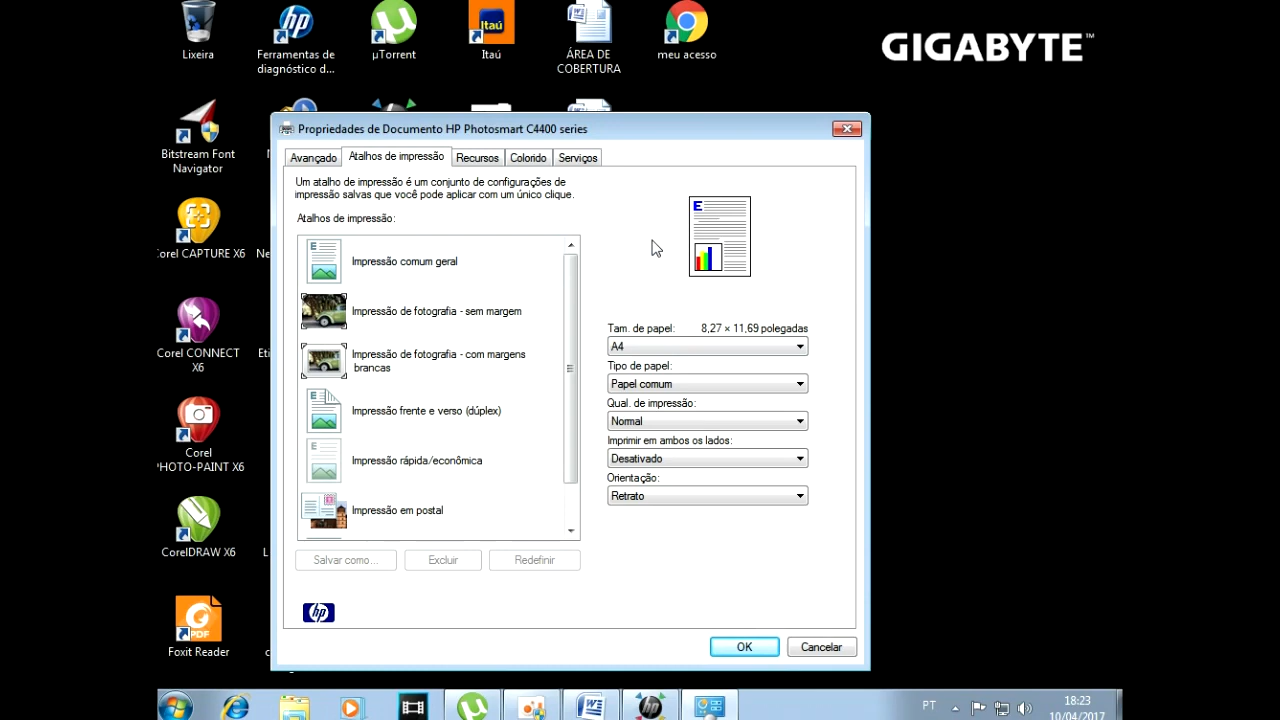 Lixeira
Ferramentas de
diagnóstico d...
µTorrent
Itaú
Itaú
ÁREA DE
COBERTURA
meu acesso
GIGABYTE™
Bitstream Font
Navigator
Corel CAPTURE X6
Ne
Corel CONNECT
X6
Eti
Corel
PHOTO-PAINT X6
CorelDRAW X6
L
PDF
Foxit Reader
Propriedades de Documento HP Photosmart C4400 series
Avançado
Atalhos de impressão
Recursos
Colorido
Serviços
Um atalho de impressão é um conjunto de configurações de
impressão salvas que você pode aplicar com um único clique.
Atalhos de impressão:
Impressão comum geral
Impressão de fotografia - sem margem
Impressão de fotografia - com margens
brancas
Impressão frente e verso (dúplex)
Impressão rápida/econômica
Impressão em postal
Salvar como...
Excluir
Redefinir
E
Tam. de papel: 8,27 × 11,69 polegadas
A4
Tipo de papel:
Papel comum
Qual. de impressão:
Normal
Imprimir em ambos os lados:
Desativado
Orientação:
Retrato
hp
OK
Cancelar
PT
18:23
10/04/2017